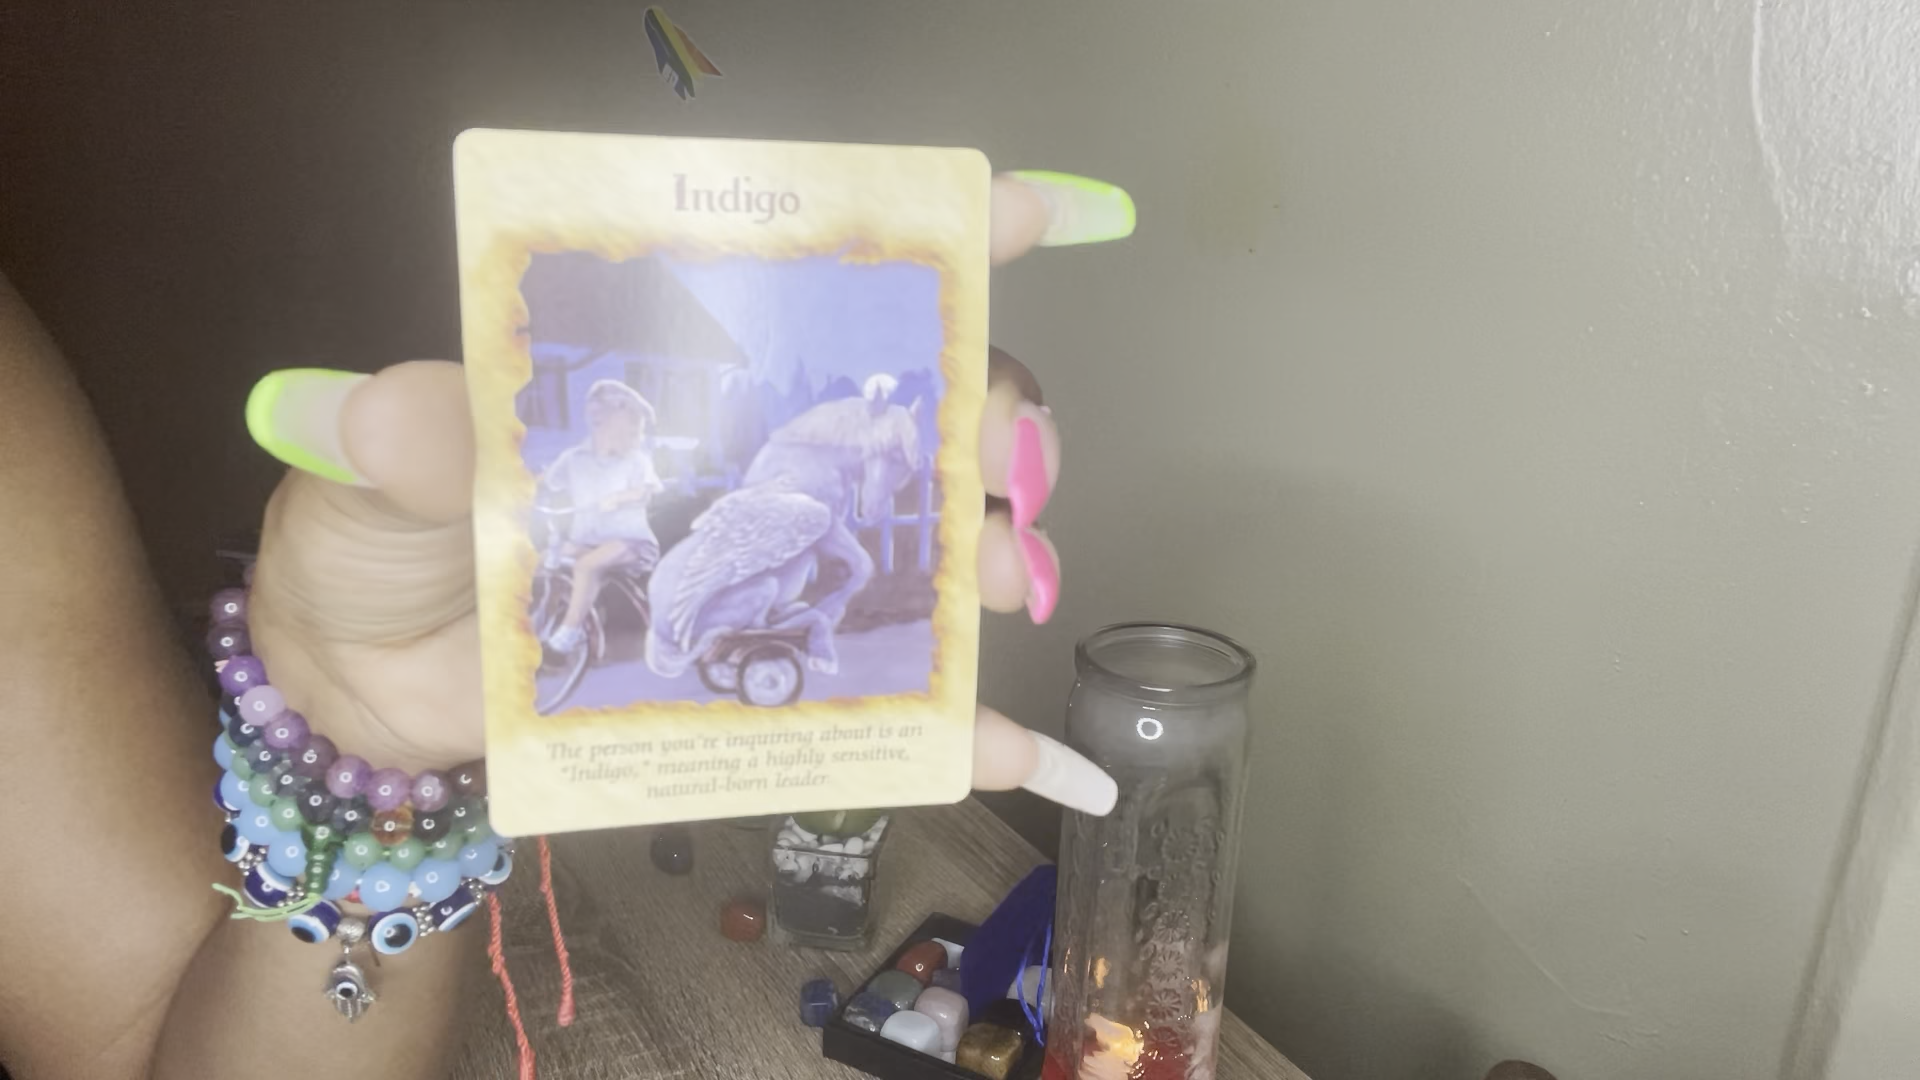 Indigo
The person you're inquiring about is an
"Indigo," meaning a highly sensitive,
natural-born leader.